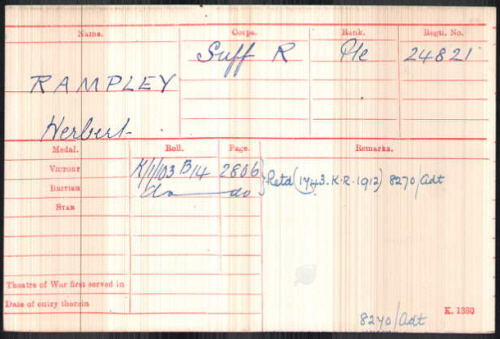 Name. Corps. Rank. Regtl. No.
RAMPLEY Suff R Pte 24821
Herbert
Medal. Roll. Page. Remarks.
VICTORY K/1/103 B14 2806
BRITISH do do Retd (1743. K.R. 1912) 8270/Adt
STAR
Theatre of War first served in
Date of entry therein
8270/Adt K. 1380